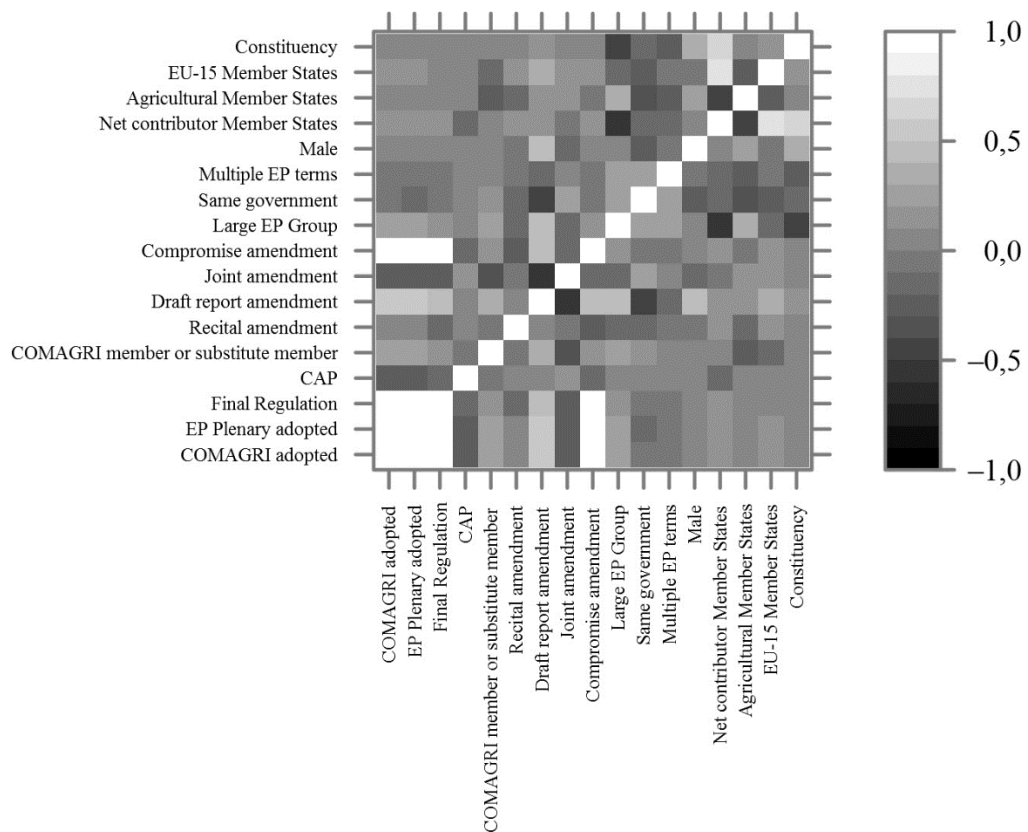 Constituency
EU-15 Member States
Agricultural Member States
Net contributor Member States
Male
Multiple EP terms
Same government
Large EP Group
Compromise amendment
Joint amendment
Draft report amendment
Recital amendment
COMAGRI member or substitute member
CAP
Final Regulation
EP Plenary adopted
COMAGRI adopted
COMAGRI adopted
EP Plenary adopted
Final Regulation
CAP
COMAGRI member or substitute member
Recital amendment
Draft report amendment
Joint amendment
Compromise amendment
Large EP Group
Same government
Multiple EP terms
Male
Net contributor Member States
Agricultural Member States
EU-15 Member States
Constituency
1,0
0,5
0,0
–0,5
–1,0